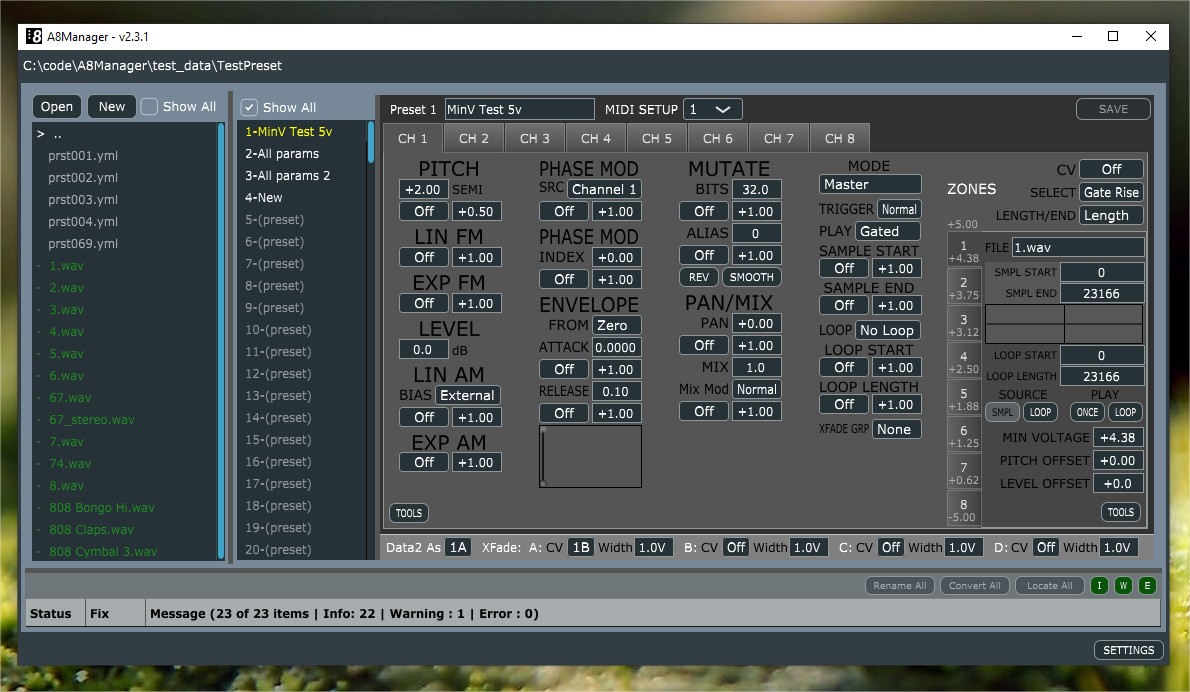 A8Manager - v2.3.1
C:\code\A8Manager\test_data\TestPreset
Open New Show All
> ..
prst001.yml
prst002.yml
prst003.yml
prst004.yml
prst069.yml
- 1.wav
- 2.wav
- 3.wav
- 4.wav
- 5.wav
- 6.wav
- 67.wav
- 67_stereo.wav
- 7.wav
- 74.wav
- 8.wav
- 808 Bongo Hi.wav
- 808 Claps.wav
- 808 Cymbal 3.wav
Show All
1-MinV Test 5v
2-All params
3-All params 2
4-New
5-(preset)
6-(preset)
7-(preset)
8-(preset)
9-(preset)
10-(preset)
11-(preset)
12-(preset)
13-(preset)
14-(preset)
15-(preset)
16-(preset)
17-(preset)
18-(preset)
19-(preset)
20-(preset)
Preset 1 MinV Test 5v MIDI SETUP 1 SAVE
CH 1 CH 2 CH 3 CH 4 CH 5 CH 6 CH 7 CH 8
PITCH
+2.00 SEMI
Off +0.50
LIN FM
Off +1.00
EXP FM
Off +1.00
LEVEL
0.0 dB
LIN AM
BIAS External
Off +1.00
EXP AM
Off +1.00
TOOLS
PHASE MOD
SRC Channel 1
Off +1.00
PHASE MOD
INDEX +0.00
Off +1.00
ENVELOPE
FROM Zero
ATTACK 0.0000
Off +1.00
RELEASE 0.10
Off +1.00
MUTATE
BITS 32.0
Off +1.00
ALIAS 0
Off +1.00
REV SMOOTH
PAN/MIX
PAN +0.00
Off +1.00
MIX 1.0
Mix Mod Normal
Off +1.00
MODE
Master
TRIGGER Normal
PLAY Gated
SAMPLE START
Off +1.00
SAMPLE END
Off +1.00
LOOP No Loop
LOOP START
Off +1.00
LOOP LENGTH
Off +1.00
XFADE GRP None
ZONES
CV Off
SELECT Gate Rise
LENGTH/END Length
+5.00
1
+4.38
2
+3.75
3
+3.12
4
+2.50
5
+1.88
6
+1.25
7
+0.62
8
-5.00
FILE 1.wav
SMPL START 0
SMPL END 23166
LOOP START 0
LOOP LENGTH 23166
SOURCE PLAY
SMPL LOOP ONCE LOOP
MIN VOLTAGE +4.38
PITCH OFFSET +0.00
LEVEL OFFSET +0.0
TOOLS
Data2 As 1A XFade: A: CV 1B Width 1.0V B: CV Off Width 1.0V C: CV Off Width 1.0V D: CV Off Width 1.0V
Rename All Convert All Locate All I W E
Status Fix Message (23 of 23 items | Info: 22 | Warning : 1 | Error : 0)
SETTINGS